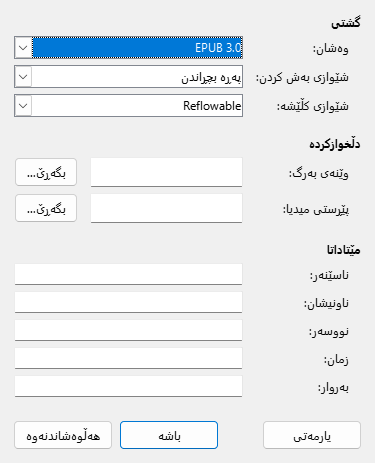 گشتی
وەشان: EPUB 3.0
شێوازی بەش کردن: پەڕە بچڕاندن
شێوازی کڵێشە: Reflowable
دڵخوازکردە
وێنەی بەرگ: بگەڕێ...
پێڕستی میدیا: بگەڕێ...
مێتاداتا
ناسێنەر:
ناونیشان:
نووسەر:
زمان:
بەروار:
یارمەتی باشە هەڵوەشاندنەوە